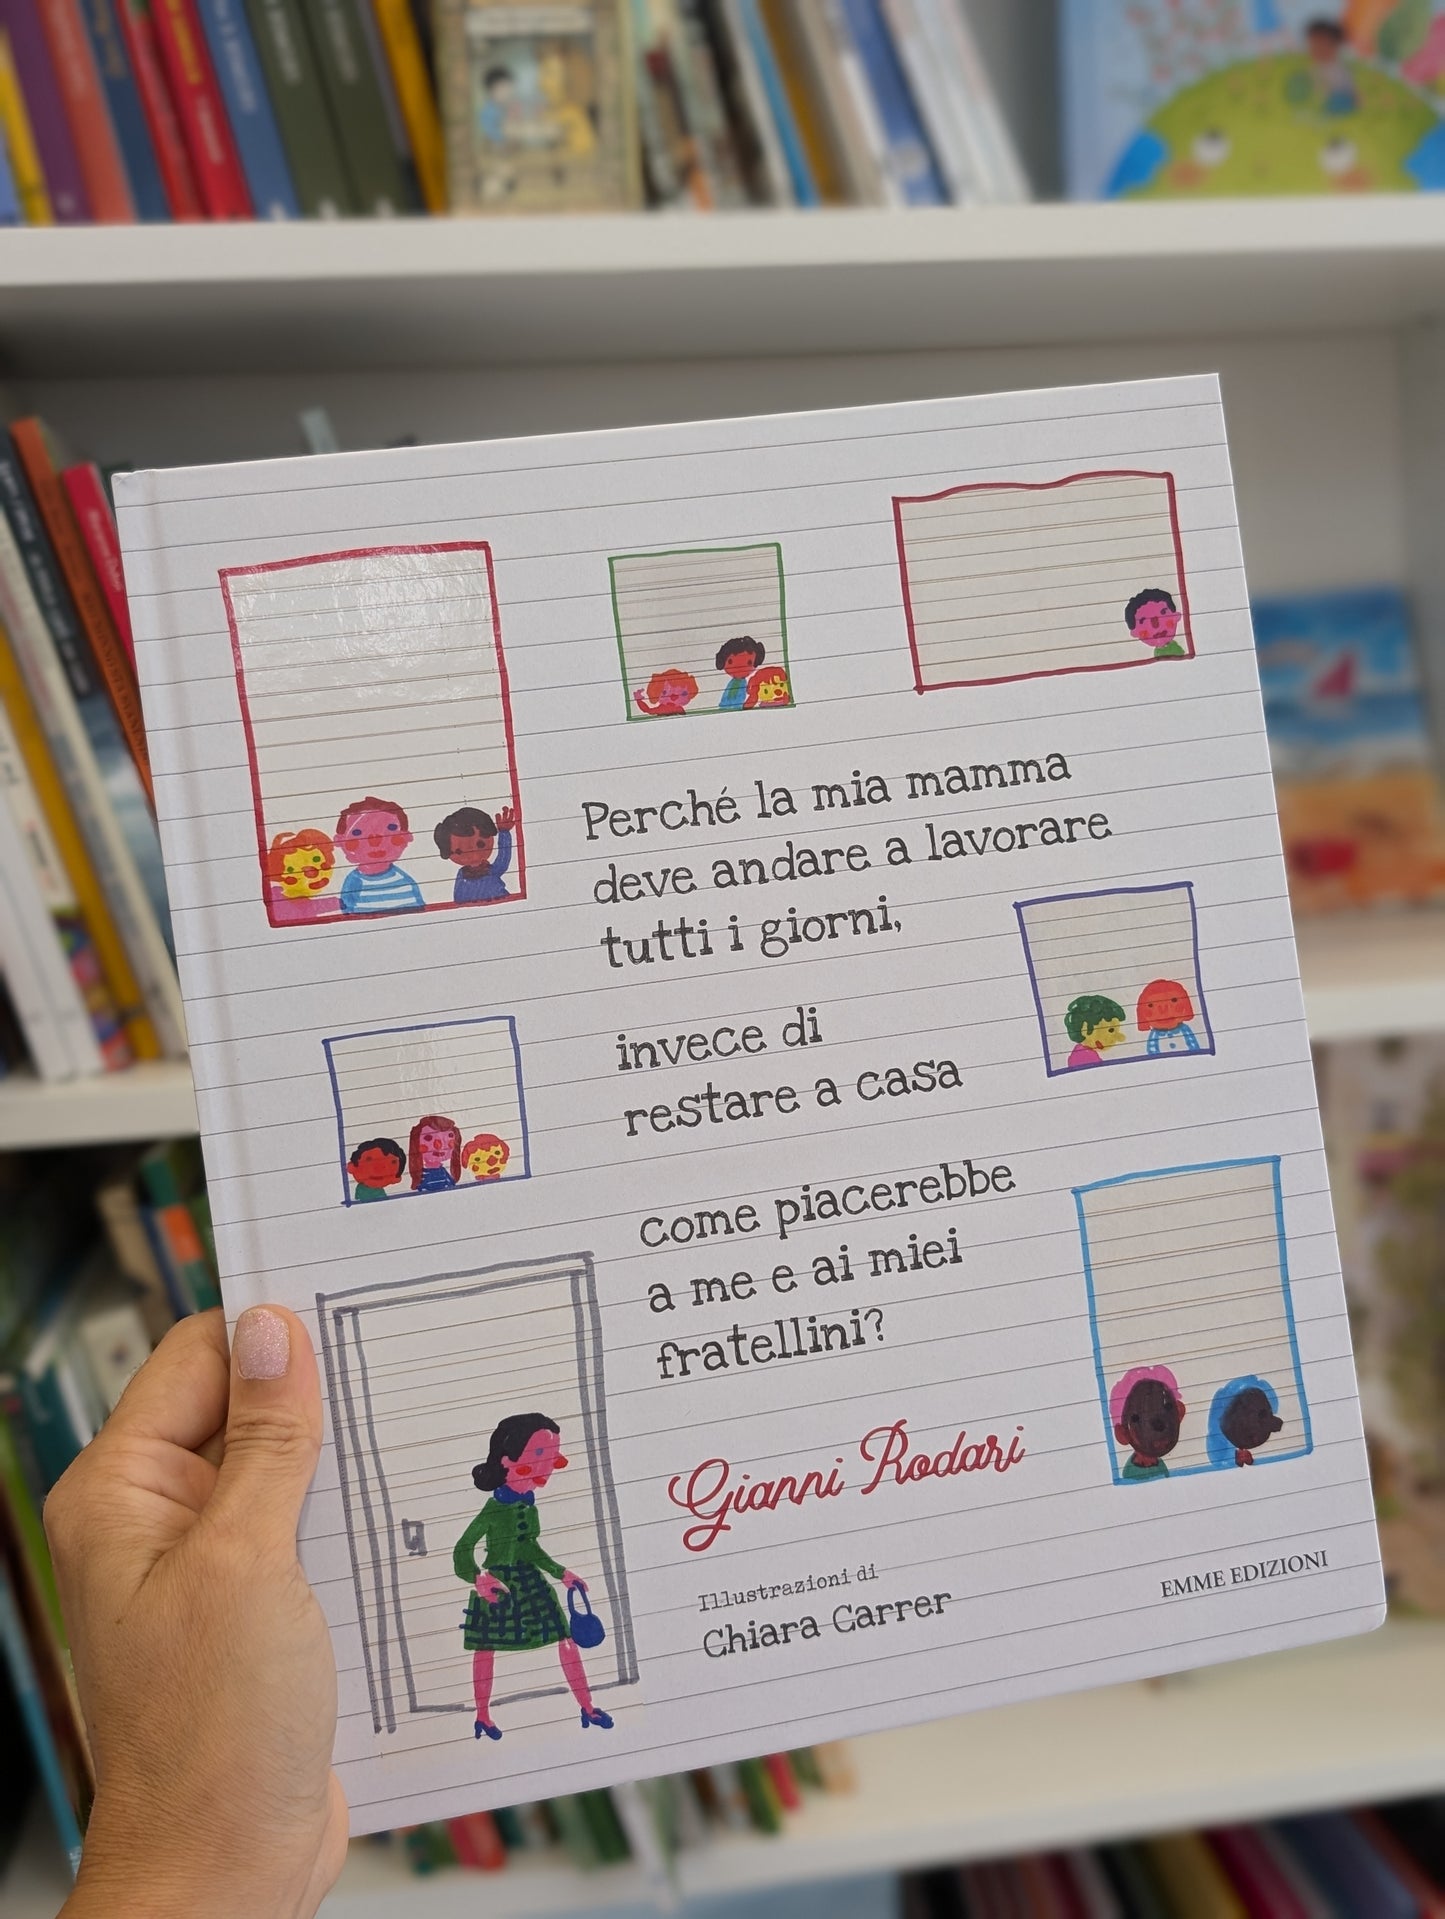 Perché la mia mamma
deve andare a lavorare
tutti i giorni,
invece di
restare a casa
come piacerebbe
a me e ai miei
fratellini?
Gianni Rodari
Illustrazioni di
Chiara Carrer
EMME EDIZIONI